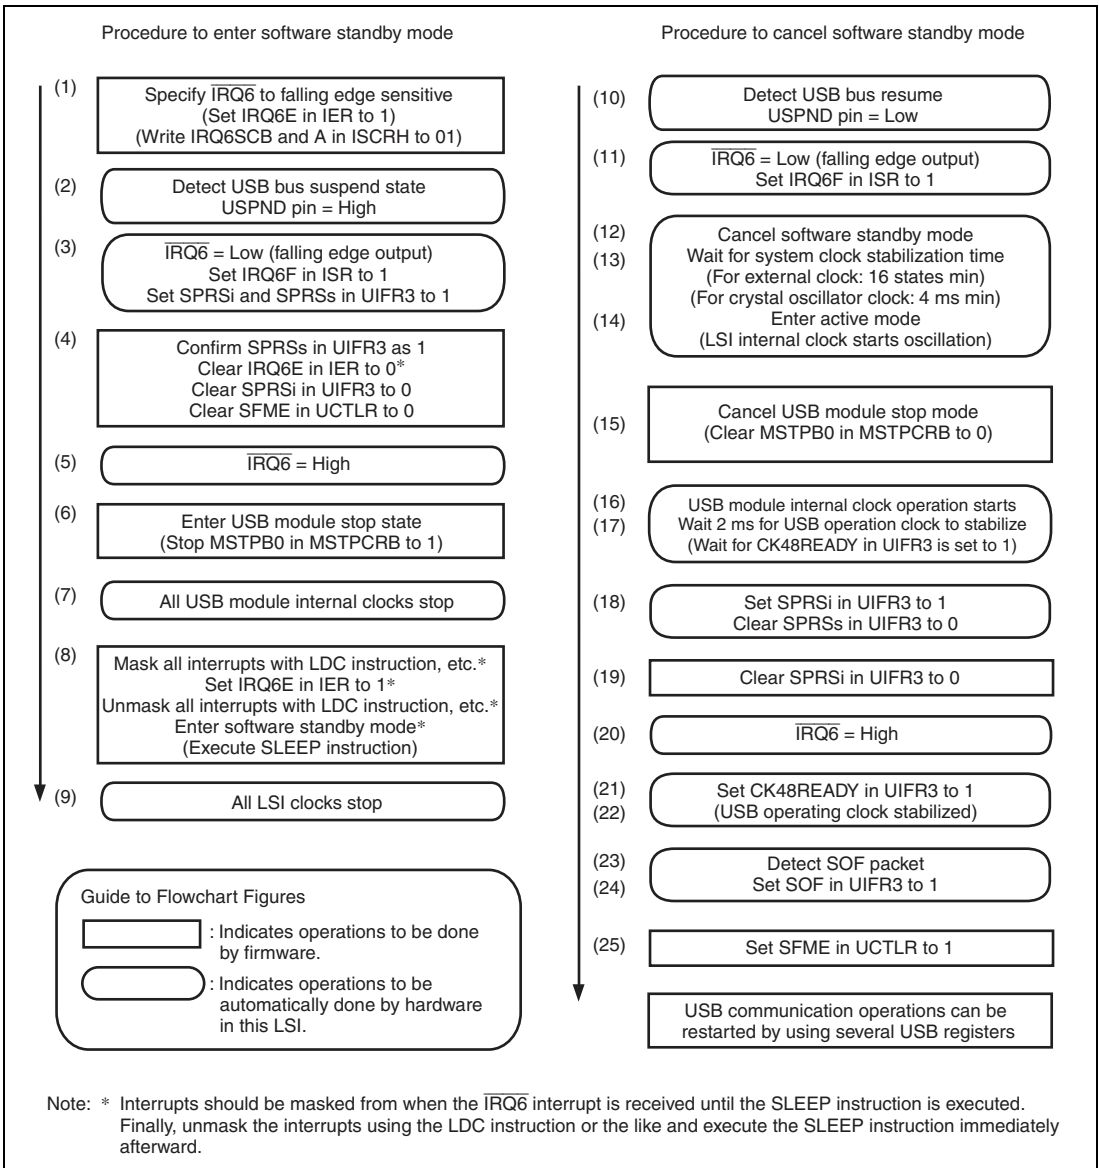 Procedure to enter software standby mode
(1)
Specify IRQ6 to falling edge sensitive
(Set IRQ6E in IER to 1)
(Write IRQ6SCB and A in ISCRH to 01)
(2)
Detect USB bus suspend state
USPND pin = High
(3)
IRQ6 = Low (falling edge output)
Set IRQ6F in ISR to 1
Set SPRSi and SPRSs in UIFR3 to 1
(4)
Confirm SPRSs in UIFR3 as 1
Clear IRQ6E in IER to 0*
Clear SPRSi in UIFR3 to 0
Clear SFME in UCTLR to 0
(5)
IRQ6 = High
(6)
Enter USB module stop state
(Stop MSTPB0 in MSTPCRB to 1)
(7)
All USB module internal clocks stop
(8)
Mask all interrupts with LDC instruction, etc.*
Set IRQ6E in IER to 1*
Unmask all interrupts with LDC instruction, etc.*
Enter software standby mode*
(Execute SLEEP instruction)
(9)
All LSI clocks stop
Guide to Flowchart Figures
: Indicates operations to be done
by firmware.
: Indicates operations to be
automatically done by hardware
in this LSI.
Procedure to cancel software standby mode
(10)
Detect USB bus resume
USPND pin = Low
(11)
IRQ6 = Low (falling edge output)
Set IRQ6F in ISR to 1
(12)
Cancel software standby mode
(13)
Wait for system clock stabilization time
(For external clock: 16 states min)
(For crystal oscillator clock: 4 ms min)
(14)
Enter active mode
(LSI internal clock starts oscillation)
(15)
Cancel USB module stop mode
(Clear MSTPB0 in MSTPCRB to 0)
(16)
USB module internal clock operation starts
(17)
Wait 2 ms for USB operation clock to stabilize
(Wait for CK48READY in UIFR3 is set to 1)
(18)
Set SPRSi in UIFR3 to 1
Clear SPRSs in UIFR3 to 0
(19)
Clear SPRSi in UIFR3 to 0
(20)
IRQ6 = High
(21)
Set CK48READY in UIFR3 to 1
(22)
(USB operating clock stabilized)
(23)
Detect SOF packet
(24)
Set SOF in UIFR3 to 1
(25)
Set SFME in UCTLR to 1
USB communication operations can be
restarted by using several USB registers
Note: * Interrupts should be masked from when the IRQ6 interrupt is received until the SLEEP instruction is executed.
Finally, unmask the interrupts using the LDC instruction or the like and execute the SLEEP instruction immediately
afterward.